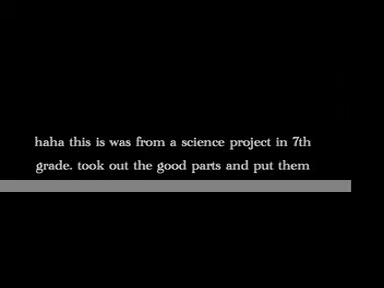 haha this is was from a science project in 7th
grade. took out the good parts and put them